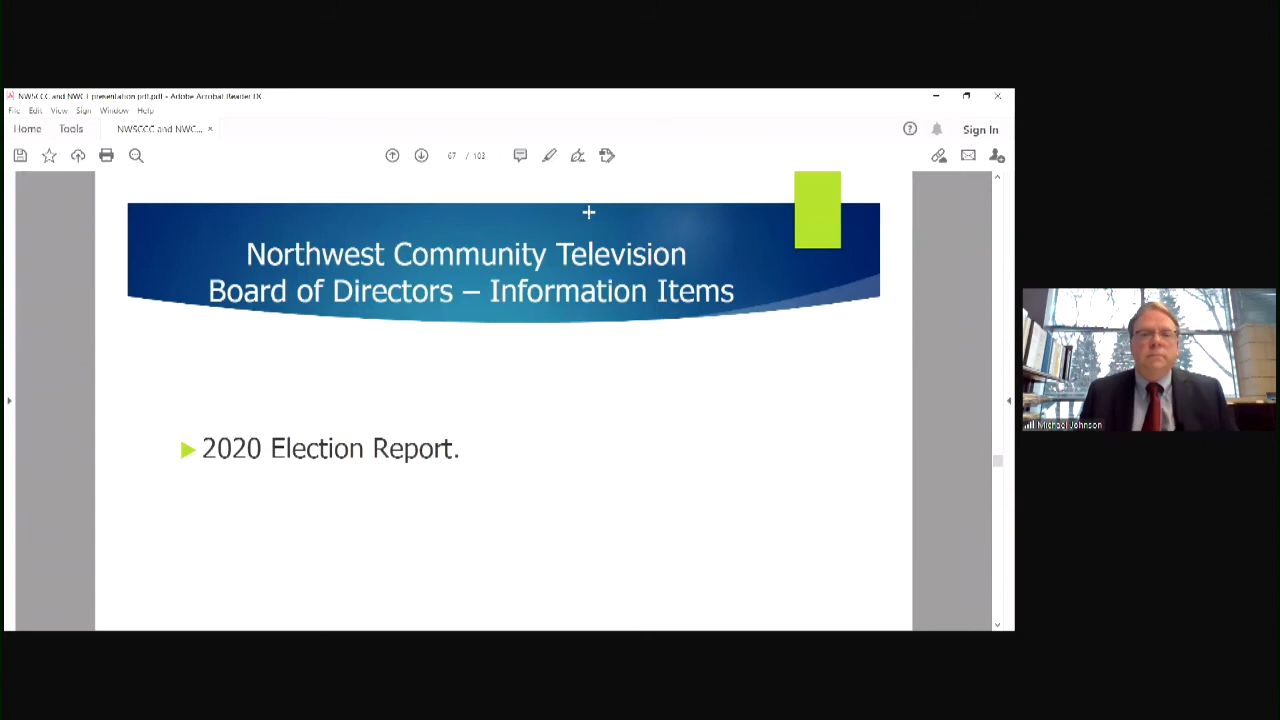 NWSCCC and NWCT presentation pdf.pdf - Adobe Acrobat Reader DC
File Edit View Sign Window Help
Home Tools NWSCCC and NWC... × Sign In
67 / 103
Northwest Community Television
Board of Directors – Information Items
2020 Election Report.
Michael Johnson